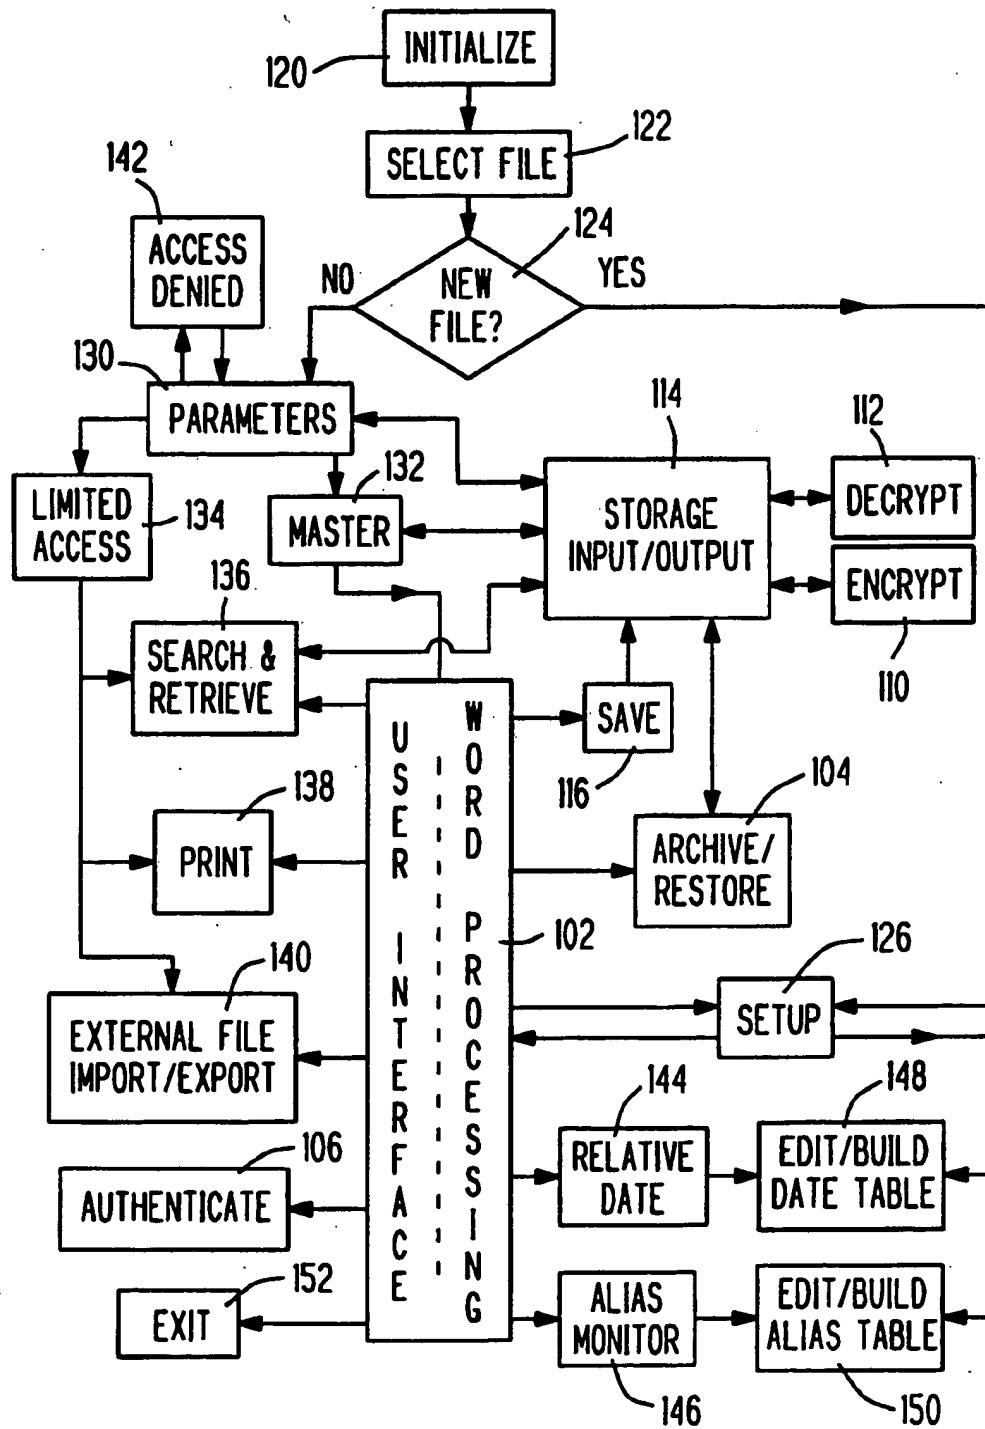 INITIALIZE
120
SELECT FILE
122
142
ACCESS
DENIED
NO
NEW
FILE?
124
YES
130
PARAMETERS
114
112
LIMITED
ACCESS
134
132
MASTER
STORAGE
INPUT/OUTPUT
DECRYPT
ENCRYPT
110
136
SEARCH &
RETRIEVE
USER INTERFACE
WORD PROCESSING
102
SAVE
116
138
PRINT
104
ARCHIVE/
RESTORE
140
EXTERNAL FILE
IMPORT/EXPORT
126
SETUP
106
AUTHENTICATE
144
RELATIVE
DATE
148
EDIT/BUILD
DATE TABLE
152
EXIT
ALIAS
MONITOR
146
EDIT/BUILD
ALIAS TABLE
150